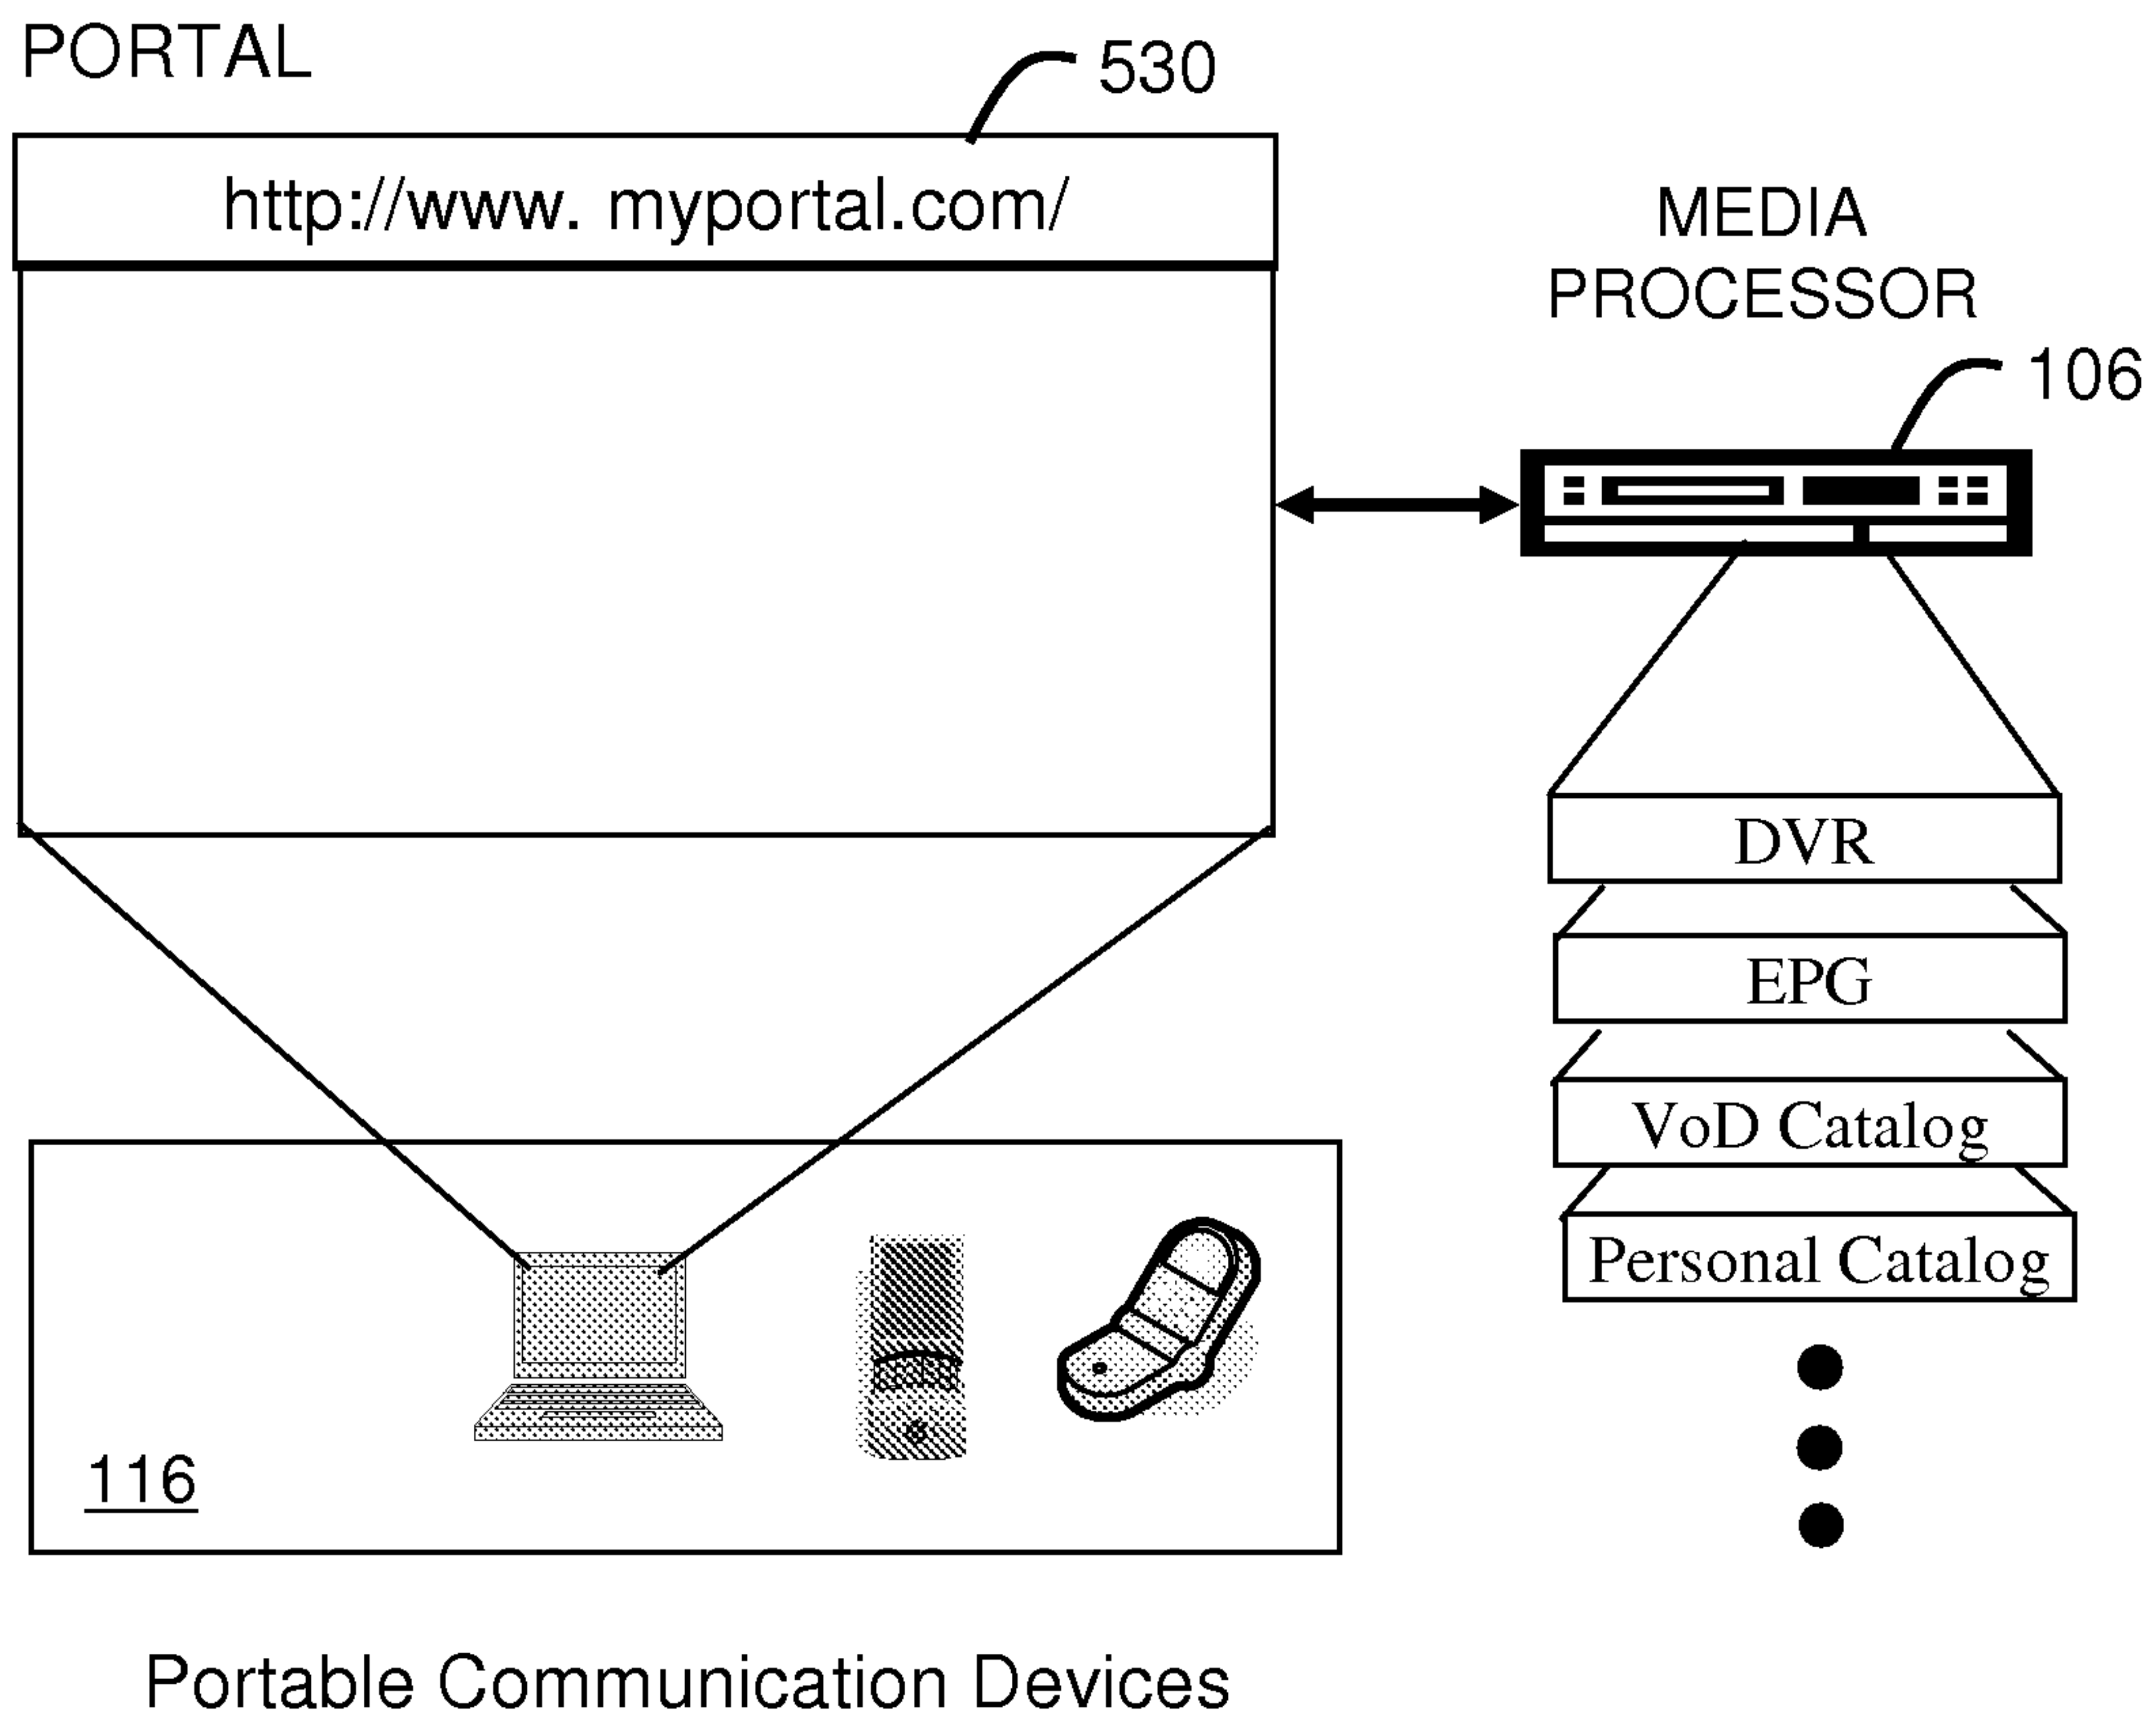 PORTAL
530
http://www. myportal.com/
MEDIA
PROCESSOR
106
DVR
EPG
VoD Catalog
Personal Catalog
116
Portable Communication Devices